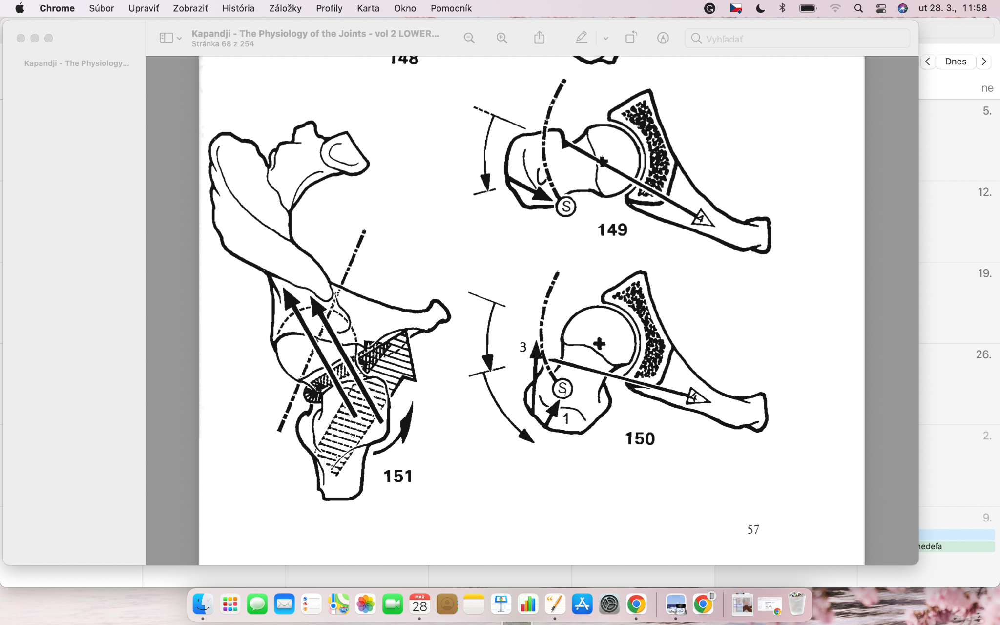 Chrome Súbor Upraviť Zobraziť História Záložky Profily Karta Okno Pomocník ut 28. 3., 11:58
Kapandji - The Physiology of the Joints - vol 2 LOWER...
Stránka 68 z 254
Vyhľadať
Kapandji - The Physiology...
Dnes
ne
5.
12.
19.
26.
2.
9.
nedeľa
148
S
4
149
3
S
4
1
150
151
57
MAR
28